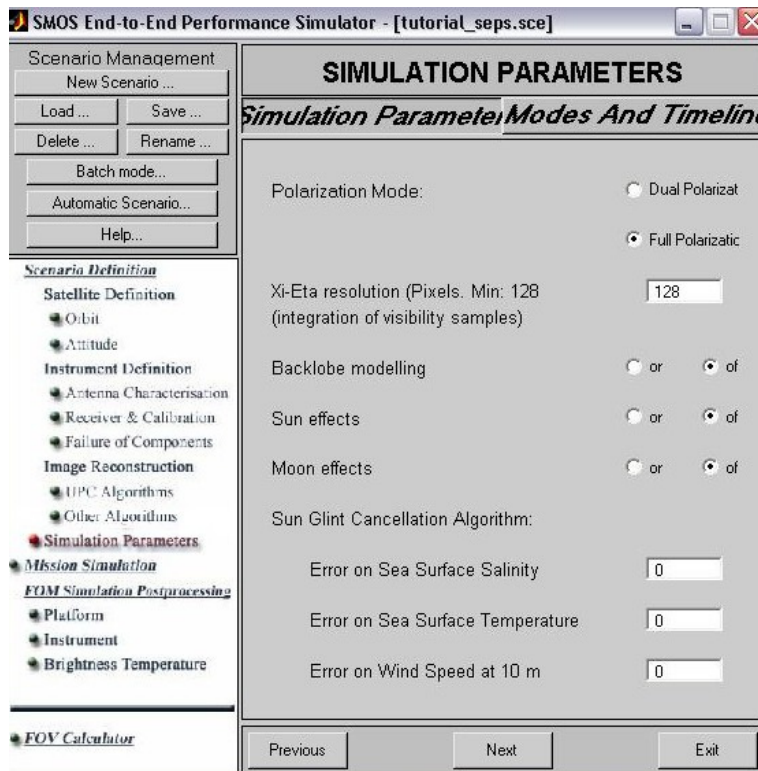 SMOS End-to-End Performance Simulator - [tutorial_seps.sce]
Scenario Management
New Scenario ...
Load ...
Save ...
Delete ...
Rename ...
Batch mode...
Automatic Scenario...
Help...
Scenario Definition
Satellite Definition
Orbit
Attitude
Instrument Definition
Antenna Characterisation
Receiver & Calibration
Failure of Components
Image Reconstruction
UPC Algorithms
Other Algorithms
Simulation Parameters
Mission Simulation
FOM Simulation Postprocessing
Platform
Instrument
Brightness Temperature
FOV Calculator
SIMULATION PARAMETERS
Simulation Parameter
Modes And Timeline
Polarization Mode:
Dual Polarizat
Full Polarizatic
Xi-Eta resolution (Pixels. Min: 128
(integration of visibility samples)
128
Backlobe modelling
or
of
Sun effects
or
of
Moon effects
or
of
Sun Glint Cancellation Algorithm:
Error on Sea Surface Salinity
0
Error on Sea Surface Temperature
0
Error on Wind Speed at 10 m
0
Previous
Next
Exit